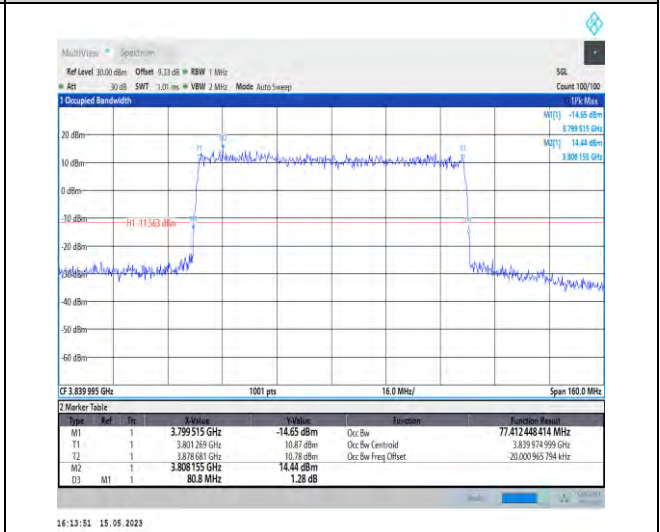 MultiView Spectrum
Ref Level 30.00 dBm Offset 9.33 dB RBW 1 MHz SGL
Att 30 dB SWT 1.01 ms VBW 2 MHz Mode Auto Sweep Count 100/100
1 Occupied Bandwidth 1Pk Max
M1[1] -14.65 dBm
3.799 515 GHz
M2[1] 14.44 dBm
3.808 155 GHz
20 dBm
M2
T1
10 dBm
0 dBm
-10 dBm
H1 -11.563 dBm
-20 dBm
-30 dBm
-40 dBm
-50 dBm
-60 dBm
CF 3.839 995 GHz 1001 pts 16.0 MHz/ Span 160.0 MHz
2 Marker Table
Type Ref Trc X-Value Y-Value Function Function Result
M1 1 3.799 515 GHz -14.65 dBm Occ Bw 77.412 448 414 MHz
T1 1 3.801 269 GHz 10.87 dBm Occ Bw Centroid 3.839 974 999 GHz
T2 1 3.878 681 GHz 10.78 dBm Occ Bw Freq Offset -20.000 965 794 kHz
M2 1 3.808 155 GHz 14.44 dBm
D3 M1 1 80.8 MHz 1.28 dB
16:13:51 15.05.2023